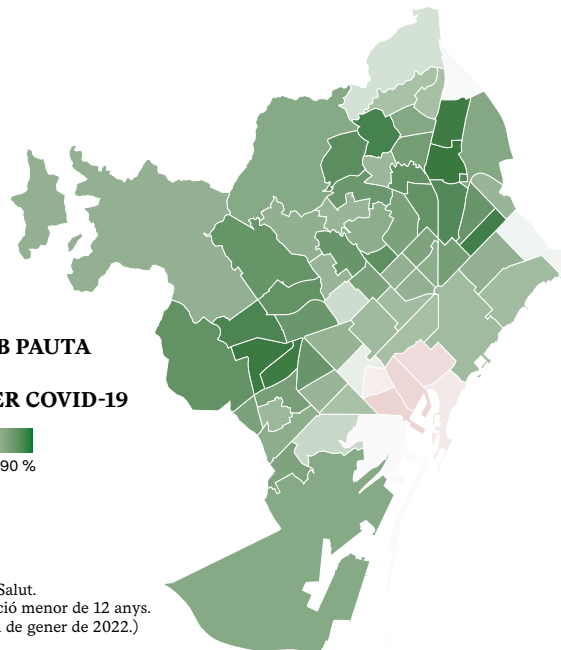 B PAUTA
ER COVID-19
90 %
Salut.
ció menor de 12 anys.
de gener de 2022.)